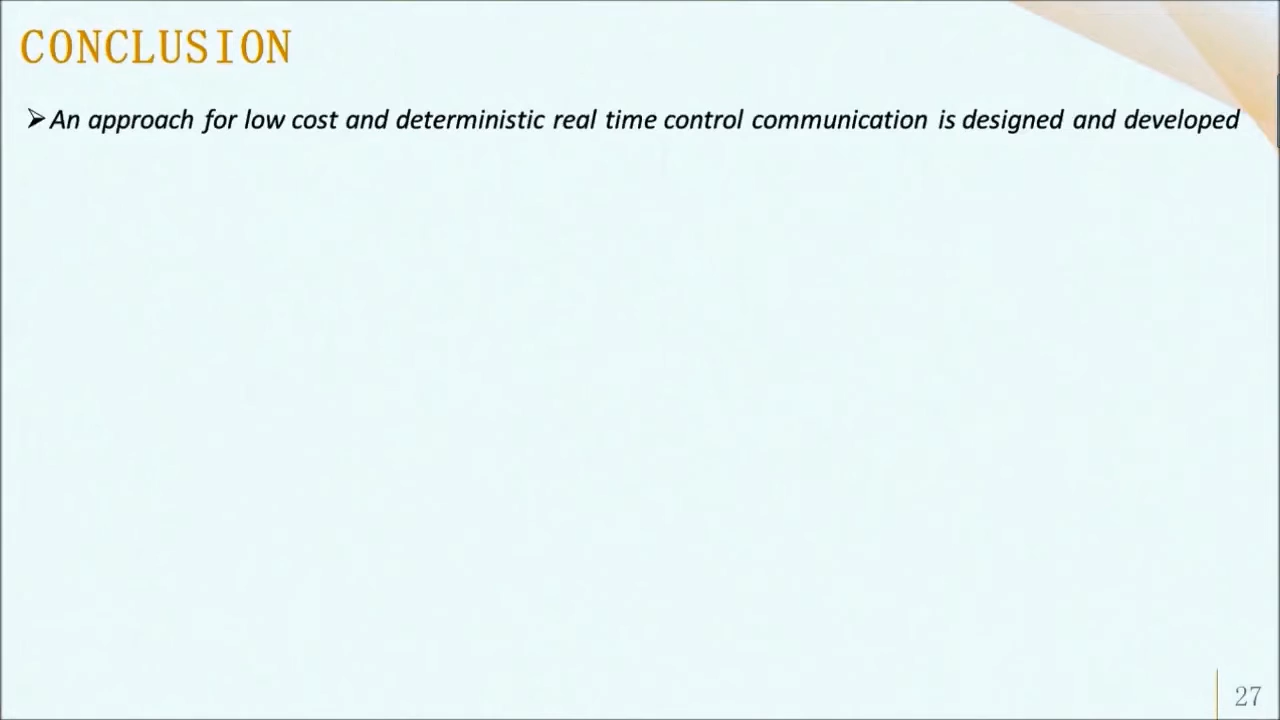 CONCLUSION
➢An approach for low cost and deterministic real time control communication is designed and developed
27